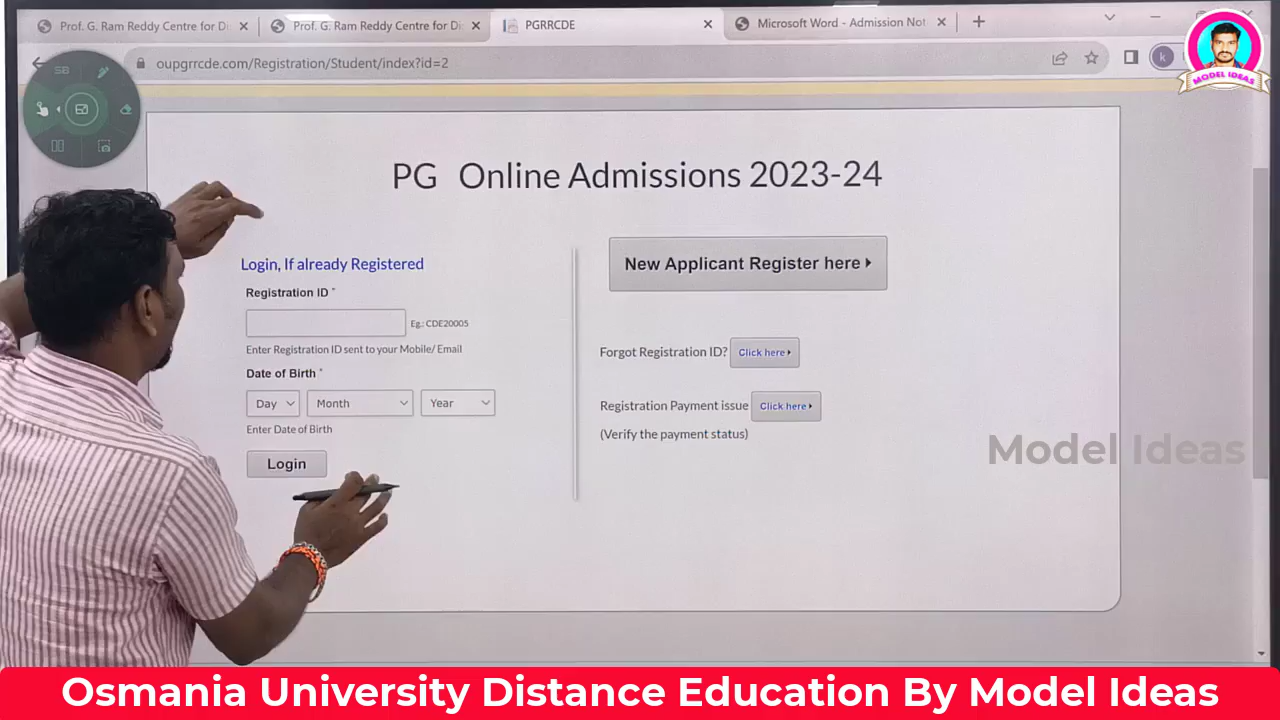 Prof. G. Ram Reddy Centre for Di
Prof. G. Ram Reddy Centre for Di
PGRRCDE
Microsoft Word - Admission Not
oupgrrcde.com/Registration/Student/index?id=2
k
MODEL IDEAS
PG Online Admissions 2023-24
Login, If already Registered
New Applicant Register here
Registration ID *
Eg.: CDE20005
Enter Registration ID sent to your Mobile/ Email
Forgot Registration ID? Click here
Date of Birth *
Day Month Year
Registration Payment issue Click here
Enter Date of Birth
(Verify the payment status)
Login
Model Ideas
Osmania University Distance Education By Model Ideas